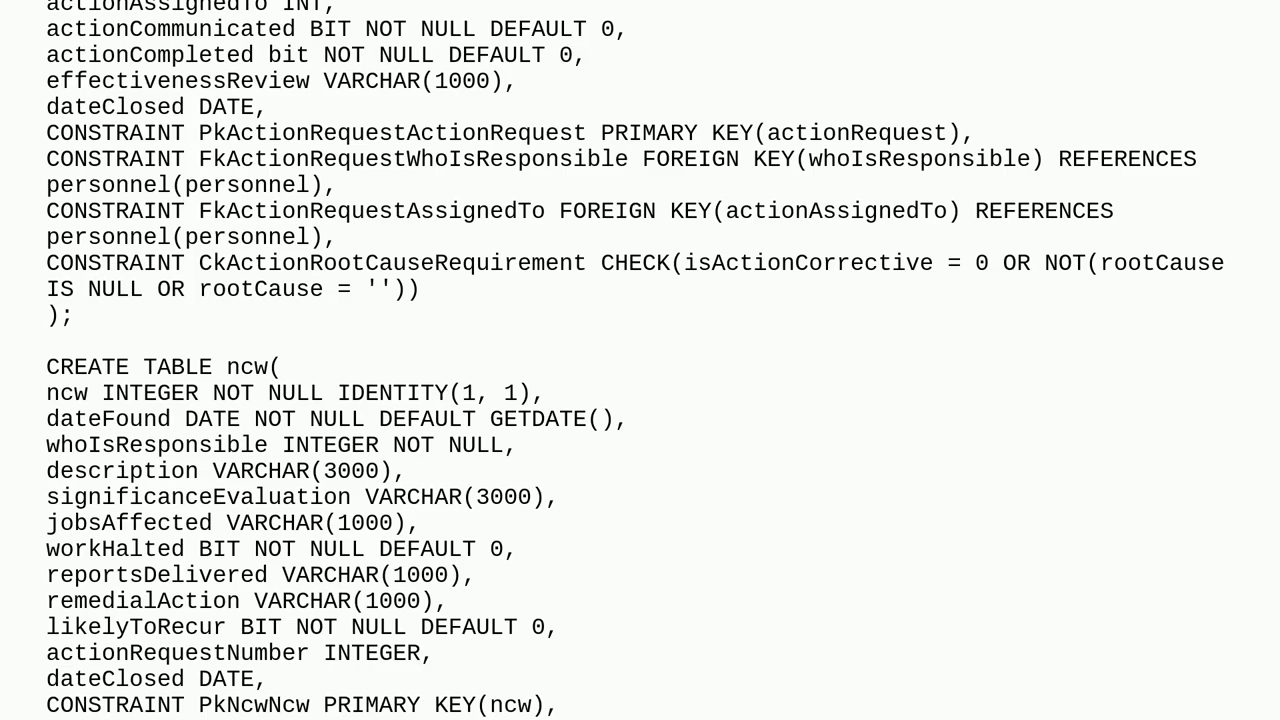 actionAssignedTo INT,
actionCommunicated BIT NOT NULL DEFAULT 0,
actionCompleted bit NOT NULL DEFAULT 0,
effectivenessReview VARCHAR(1000),
dateClosed DATE,
CONSTRAINT PkActionRequestActionRequest PRIMARY KEY(actionRequest),
CONSTRAINT FkActionRequestWhoIsResponsible FOREIGN KEY(whoIsResponsible) REFERENCES
personnel(personnel),
CONSTRAINT FkActionRequestAssignedTo FOREIGN KEY(actionAssignedTo) REFERENCES
personnel(personnel),
CONSTRAINT CkActionRootCauseRequirement CHECK(isActionCorrective = 0 OR NOT(rootCause
IS NULL OR rootCause = ''))
);

CREATE TABLE ncw(
ncw INTEGER NOT NULL IDENTITY(1, 1),
dateFound DATE NOT NULL DEFAULT GETDATE(),
whoIsResponsible INTEGER NOT NULL,
description VARCHAR(3000),
significanceEvaluation VARCHAR(3000),
jobsAffected VARCHAR(1000),
workHalted BIT NOT NULL DEFAULT 0,
reportsDelivered VARCHAR(1000),
remedialAction VARCHAR(1000),
likelyToRecur BIT NOT NULL DEFAULT 0,
actionRequestNumber INTEGER,
dateClosed DATE,
CONSTRAINT PkNcwNcw PRIMARY KEY(ncw),